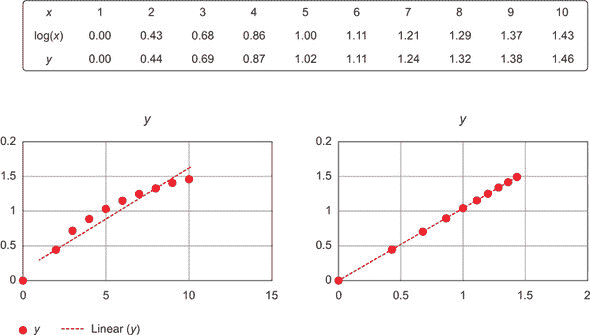 x 1 2 3 4 5 6 7 8 9 10
log(x) 0.00 0.43 0.68 0.86 1.00 1.11 1.21 1.29 1.37 1.43
y 0.00 0.44 0.69 0.87 1.02 1.11 1.24 1.32 1.38 1.46
y y
0.2 0.2
1.5 1.5
1 1
0.5 0.5
0 0
0 5 10 15 0 0.5 1 1.5 2
y Linear (y)